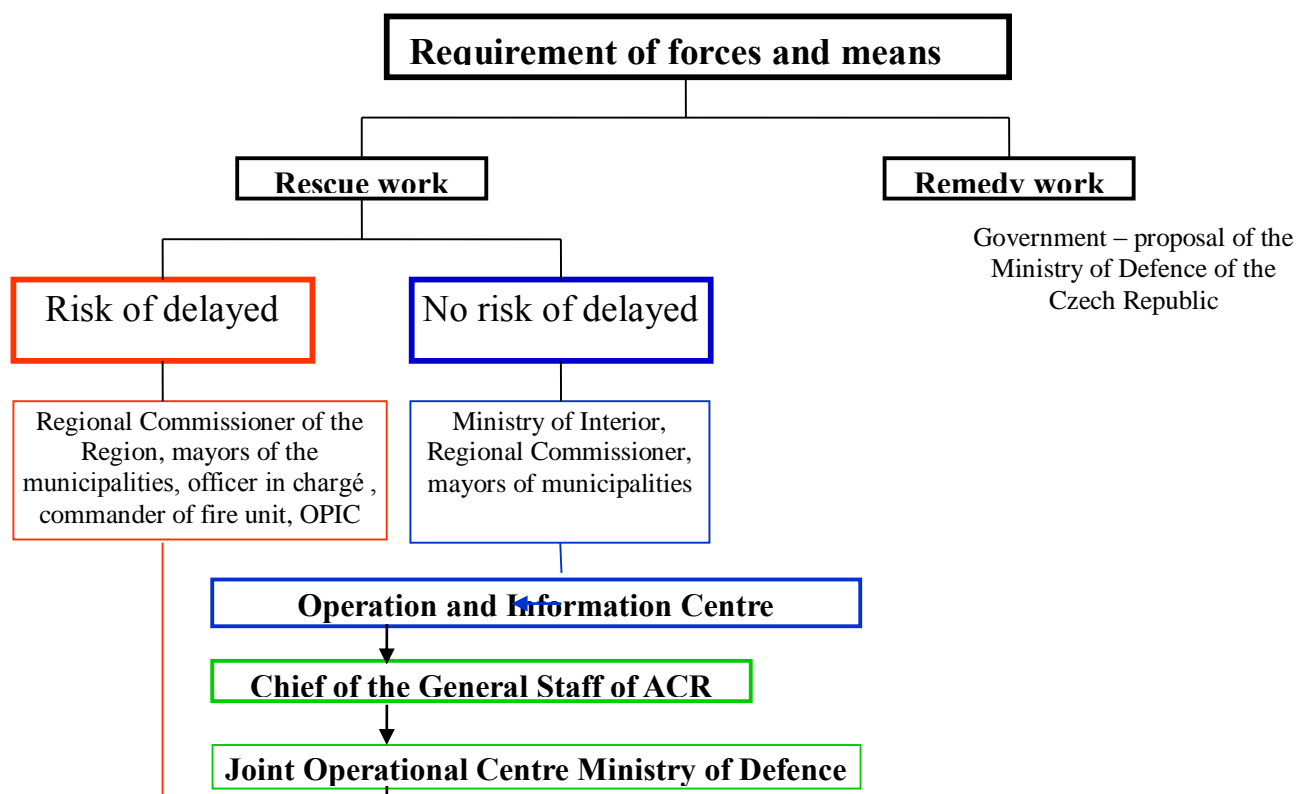 Requirement of forces and means
Rescue work
Remedy work
Government – proposal of the
Ministry of Defence of the
Czech Republic
Risk of delayed
No risk of delayed
Regional Commissioner of the
Region, mayors of the
municipalities, officer in chargé ,
commander of fire unit, OPIC
Ministry of Interior,
Regional Commissioner,
mayors of municipalities
Operation and Information Centre
Chief of the General Staff of ACR
Joint Operational Centre Ministry of Defence